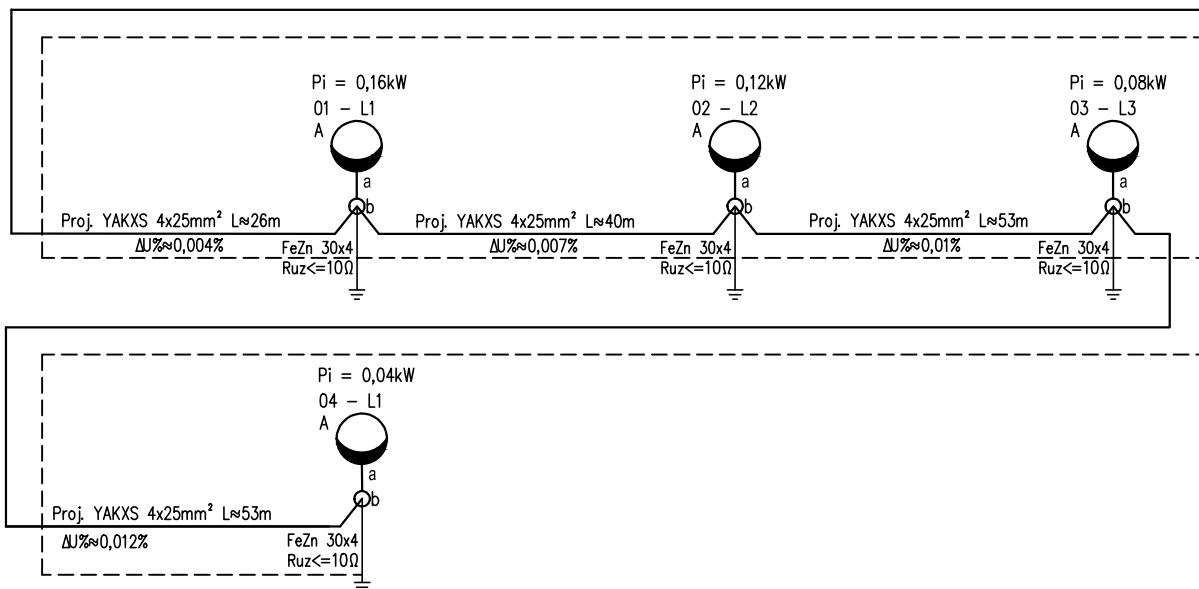 Pi = 0,16kW
01 - L1
A
a
b
Proj. YAKXS 4x25mm² L≈26m
ΔU%≈0,004%
FeZn 30x4
Ruz<=10Ω
Pi = 0,12kW
02 - L2
A
a
b
Proj. YAKXS 4x25mm² L≈40m
ΔU%≈0,007%
FeZn 30x4
Ruz<=10Ω
Pi = 0,08kW
03 - L3
A
a
b
Proj. YAKXS 4x25mm² L≈53m
ΔU%≈0,01%
FeZn 30x4
Ruz<=10Ω
Pi = 0,04kW
04 - L1
A
a
b
Proj. YAKXS 4x25mm² L≈53m
ΔU%≈0,012%
FeZn 30x4
Ruz<=10Ω